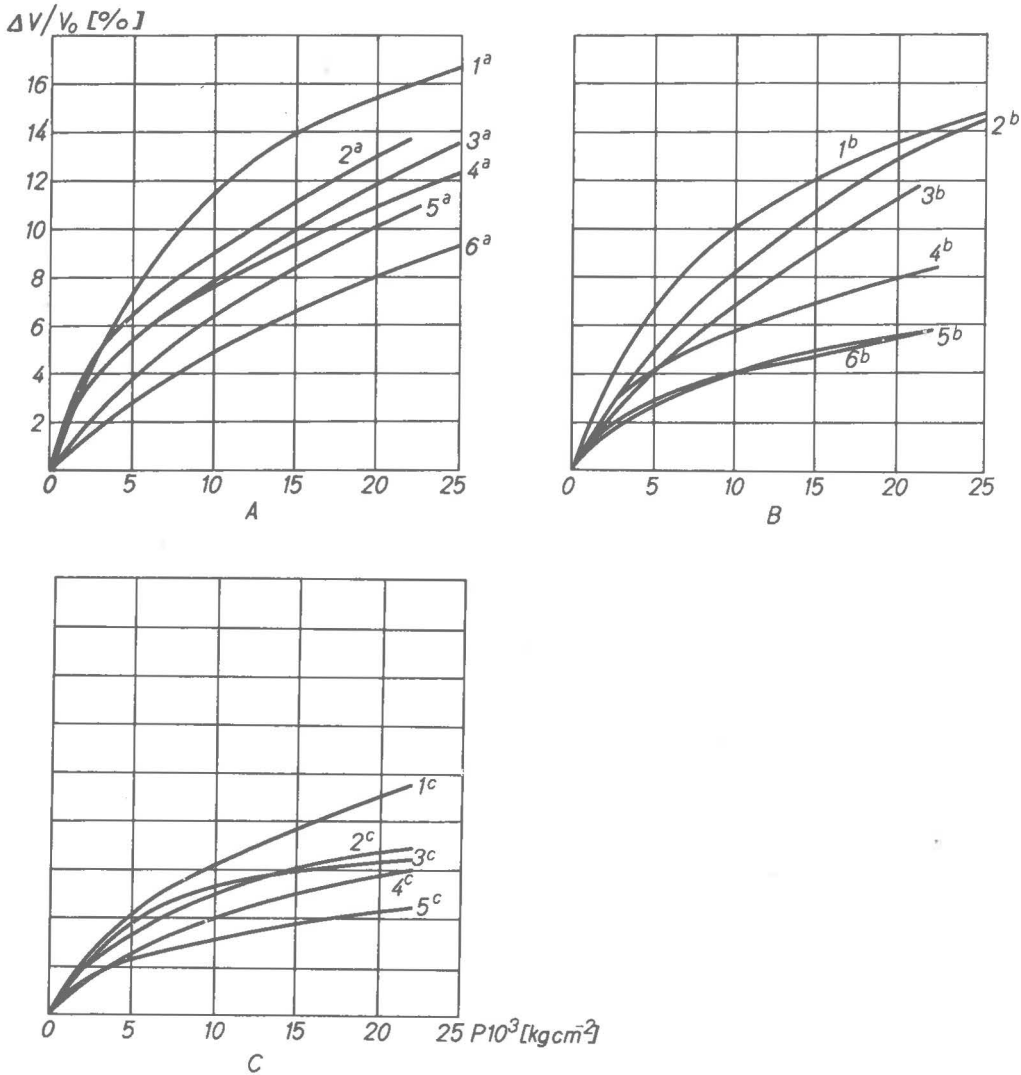 ΔV/V₀ [%]
16
14
12
10
8
6
4
2
0 5 10 15 20 25
1ᵃ
2ᵃ
3ᵃ
4ᵃ
5ᵃ
6ᵃ
A
1ᵇ
2ᵇ
3ᵇ
4ᵇ
5ᵇ
6ᵇ
0 5 10 15 20 25
B
1ᶜ
2ᶜ
3ᶜ
4ᶜ
5ᶜ
0 5 10 15 20 25 P10³[kgcm⁻²]
C